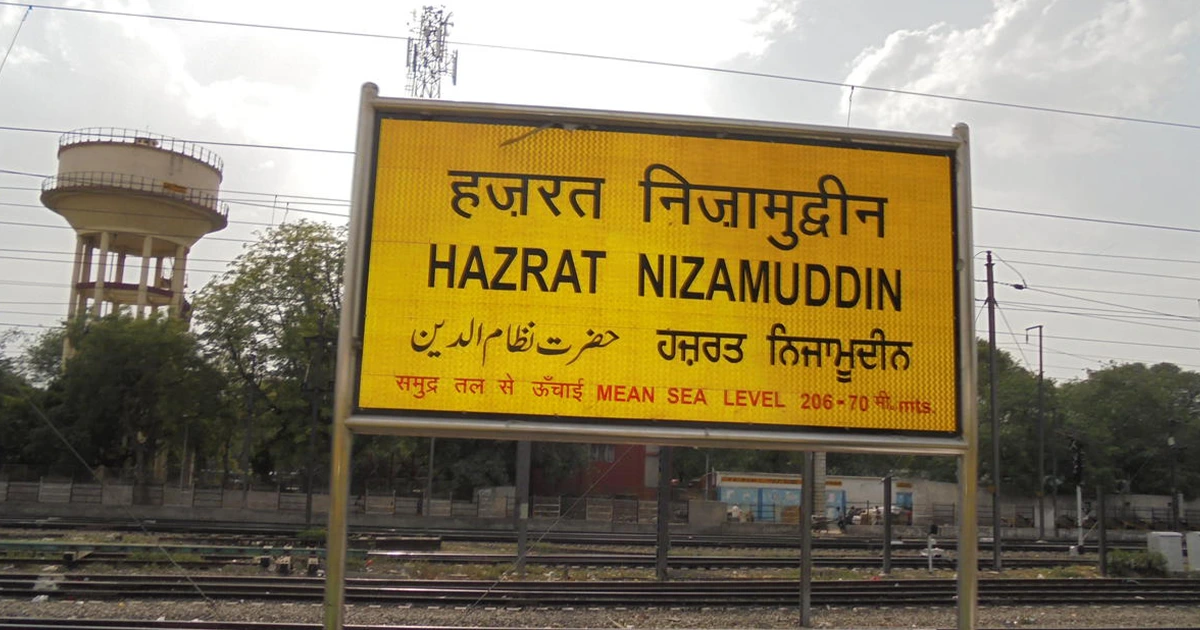 हज़रत निज़ामुद्दीन
HAZRAT NIZAMUDDIN
حضرت نظام الدین ਹਜ਼ਰਤ ਨਿਜਾਮੂਦੀਨ
समुद्र तल से ऊँचाई MEAN SEA LEVEL 206-70 मी. mts.